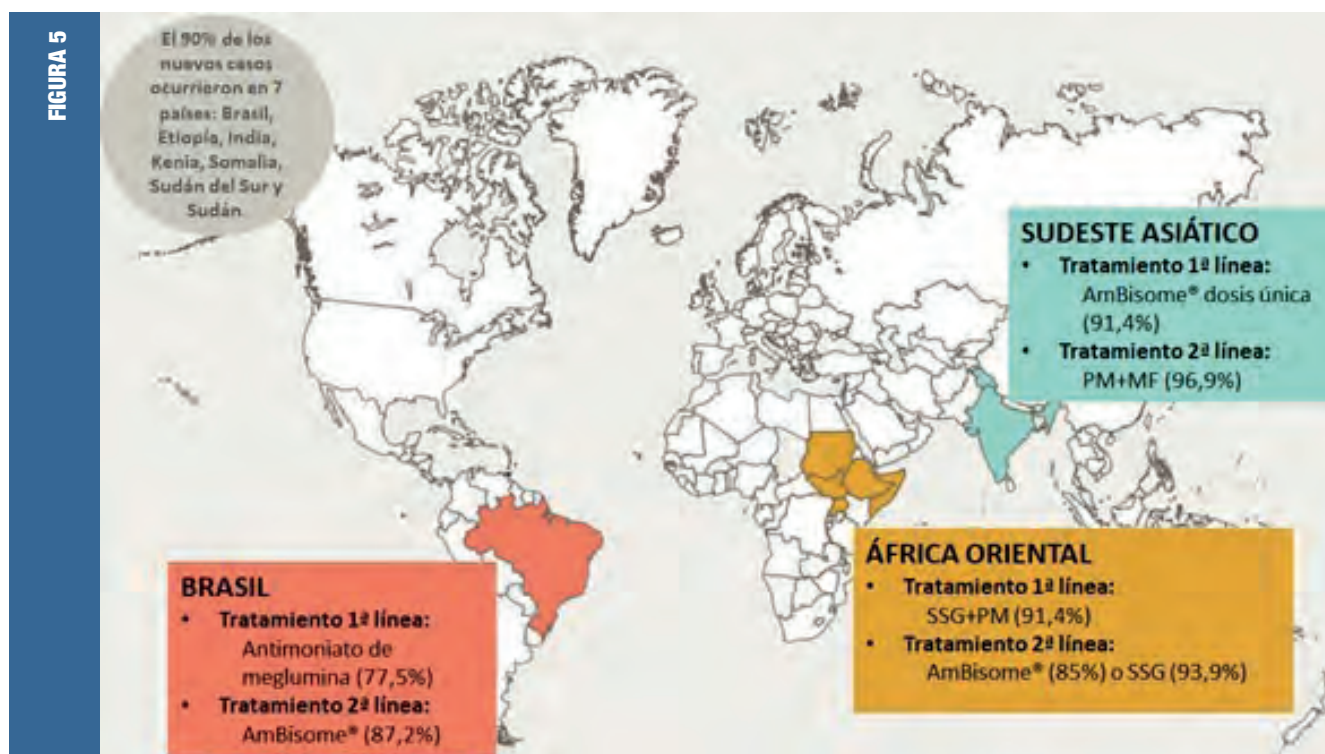 FIGURA 5
El 90% de los
nuevos casos
ocurrieron en 7
países: Brasil,
Etiopía, India,
Kenia, Somalia,
Sudán del Sur y
Sudán
SUDESTE ASIÁTICO
• Tratamiento 1ª línea:
AmBisome® dosis única
(91,4%)
• Tratamiento 2ª línea:
PM+MF (96,9%)
ÁFRICA ORIENTAL
• Tratamiento 1ª línea:
SSG+PM (91,4%)
• Tratamiento 2ª línea:
AmBisome® (85%) o SSG (93,9%)
BRASIL
• Tratamiento 1ª línea:
Antimoniato de
meglumina (77,5%)
• Tratamiento 2ª línea:
AmBisome® (87,2%)